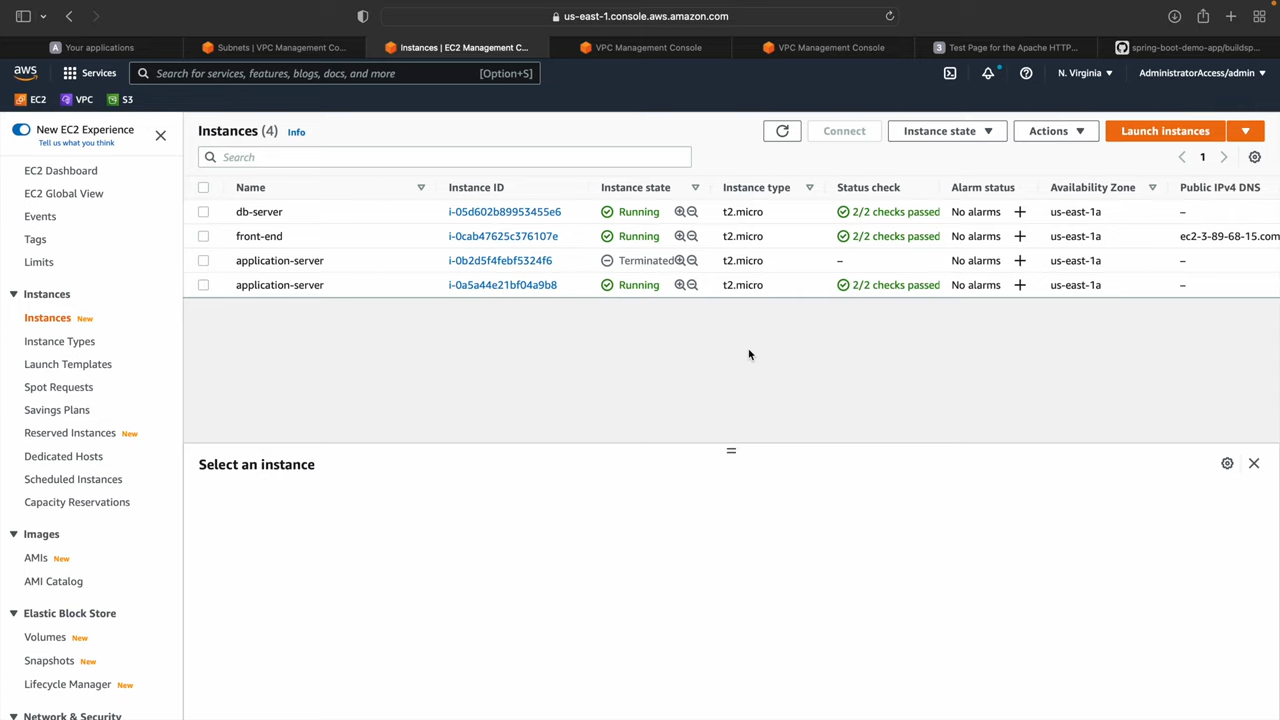 us-east-1.console.aws.amazon.com
A Your applications
Subnets | VPC Management Co...
Instances | EC2 Management C...
VPC Management Console
VPC Management Console
3 Test Page for the Apache HTTP...
spring-boot-demo-app/buildsp...
aws
Services
Search for services, features, blogs, docs, and more
[Option+S]
N. Virginia
AdministratorAccess/admin
EC2
VPC
S3
New EC2 Experience
Tell us what you think
EC2 Dashboard
EC2 Global View
Events
Tags
Limits
Instances
Instances New
Instance Types
Launch Templates
Spot Requests
Savings Plans
Reserved Instances New
Dedicated Hosts
Scheduled Instances
Capacity Reservations
Images
AMIs New
AMI Catalog
Elastic Block Store
Volumes New
Snapshots New
Lifecycle Manager New
Network & Security
Instances (4) Info
Connect
Instance state
Actions
Launch instances
Search
1
Name Instance ID Instance state Instance type Status check Alarm status Availability Zone Public IPv4 DNS
db-server i-05d602b89953455e6 Running t2.micro 2/2 checks passed No alarms + us-east-1a –
front-end i-0cab47625c376107e Running t2.micro 2/2 checks passed No alarms + us-east-1a ec2-3-89-68-15.com
application-server i-0b2d5f4febf5324f6 Terminated t2.micro – No alarms + us-east-1a –
application-server i-0a5a44e21bf04a9b8 Running t2.micro 2/2 checks passed No alarms + us-east-1a –
Select an instance